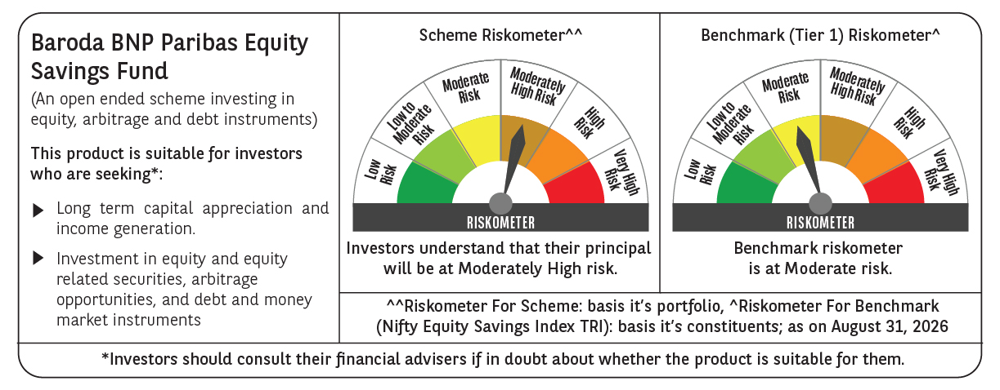 Baroda BNP Paribas Equity
Savings Fund
(An open ended scheme investing in
equity, arbitrage and debt instruments)
This product is suitable for investors
who are seeking*:
Long term capital appreciation and
income generation.
Investment in equity and equity
related securities, arbitrage
opportunities, and debt and money
market instruments
Scheme Riskometer^^
Low
Risk
Low to
Moderate
Risk
Moderate
Risk
Moderately
High Risk
High
Risk
Very High
Risk
RISKOMETER
Investors understand that their principal
will be at Moderately High risk.
Benchmark (Tier 1) Riskometer^
Low
Risk
Low to
Moderate
Risk
Moderate
Risk
Moderately
High Risk
High
Risk
Very High
Risk
RISKOMETER
Benchmark riskometer
is at Moderate risk.
^^Riskometer For Scheme: basis it's portfolio, ^Riskometer For Benchmark
(Nifty Equity Savings Index TRI): basis it's constituents; as on August 31, 2026
*Investors should consult their financial advisers if in doubt about whether the product is suitable for them.